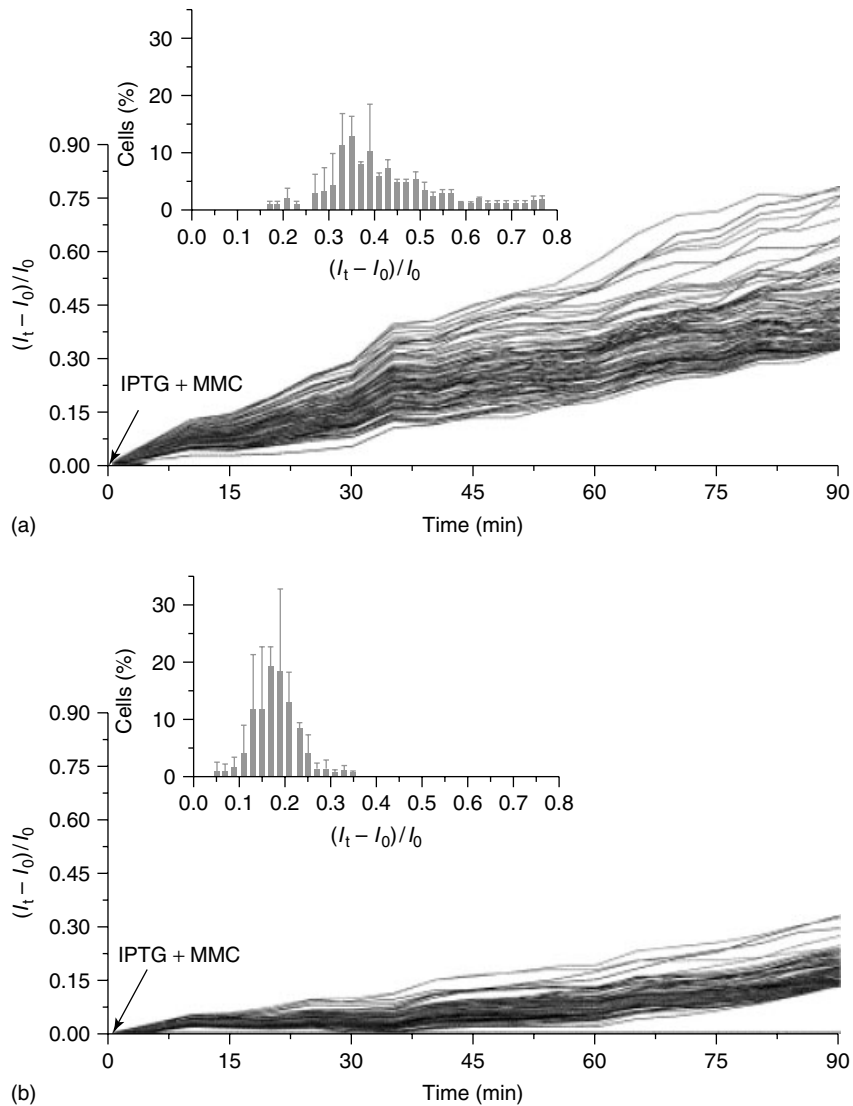 35
30
20
10
0
Cells (%)
0.0 0.1 0.2 0.3 0.4 0.5 0.6 0.7 0.8
(It − I0)/I0
0.90
0.75
0.60
0.45
0.30
0.15
0.00
(It − I0)/I0
IPTG + MMC
0 15 30 45 60 75 90
Time (min)
(a)
30
20
10
0
Cells (%)
0.0 0.1 0.2 0.3 0.4 0.5 0.6 0.7 0.8
(It − I0)/I0
0.90
0.75
0.60
0.45
0.30
0.15
0.00
(It − I0)/I0
IPTG + MMC
0 15 30 45 60 75 90
Time (min)
(b)